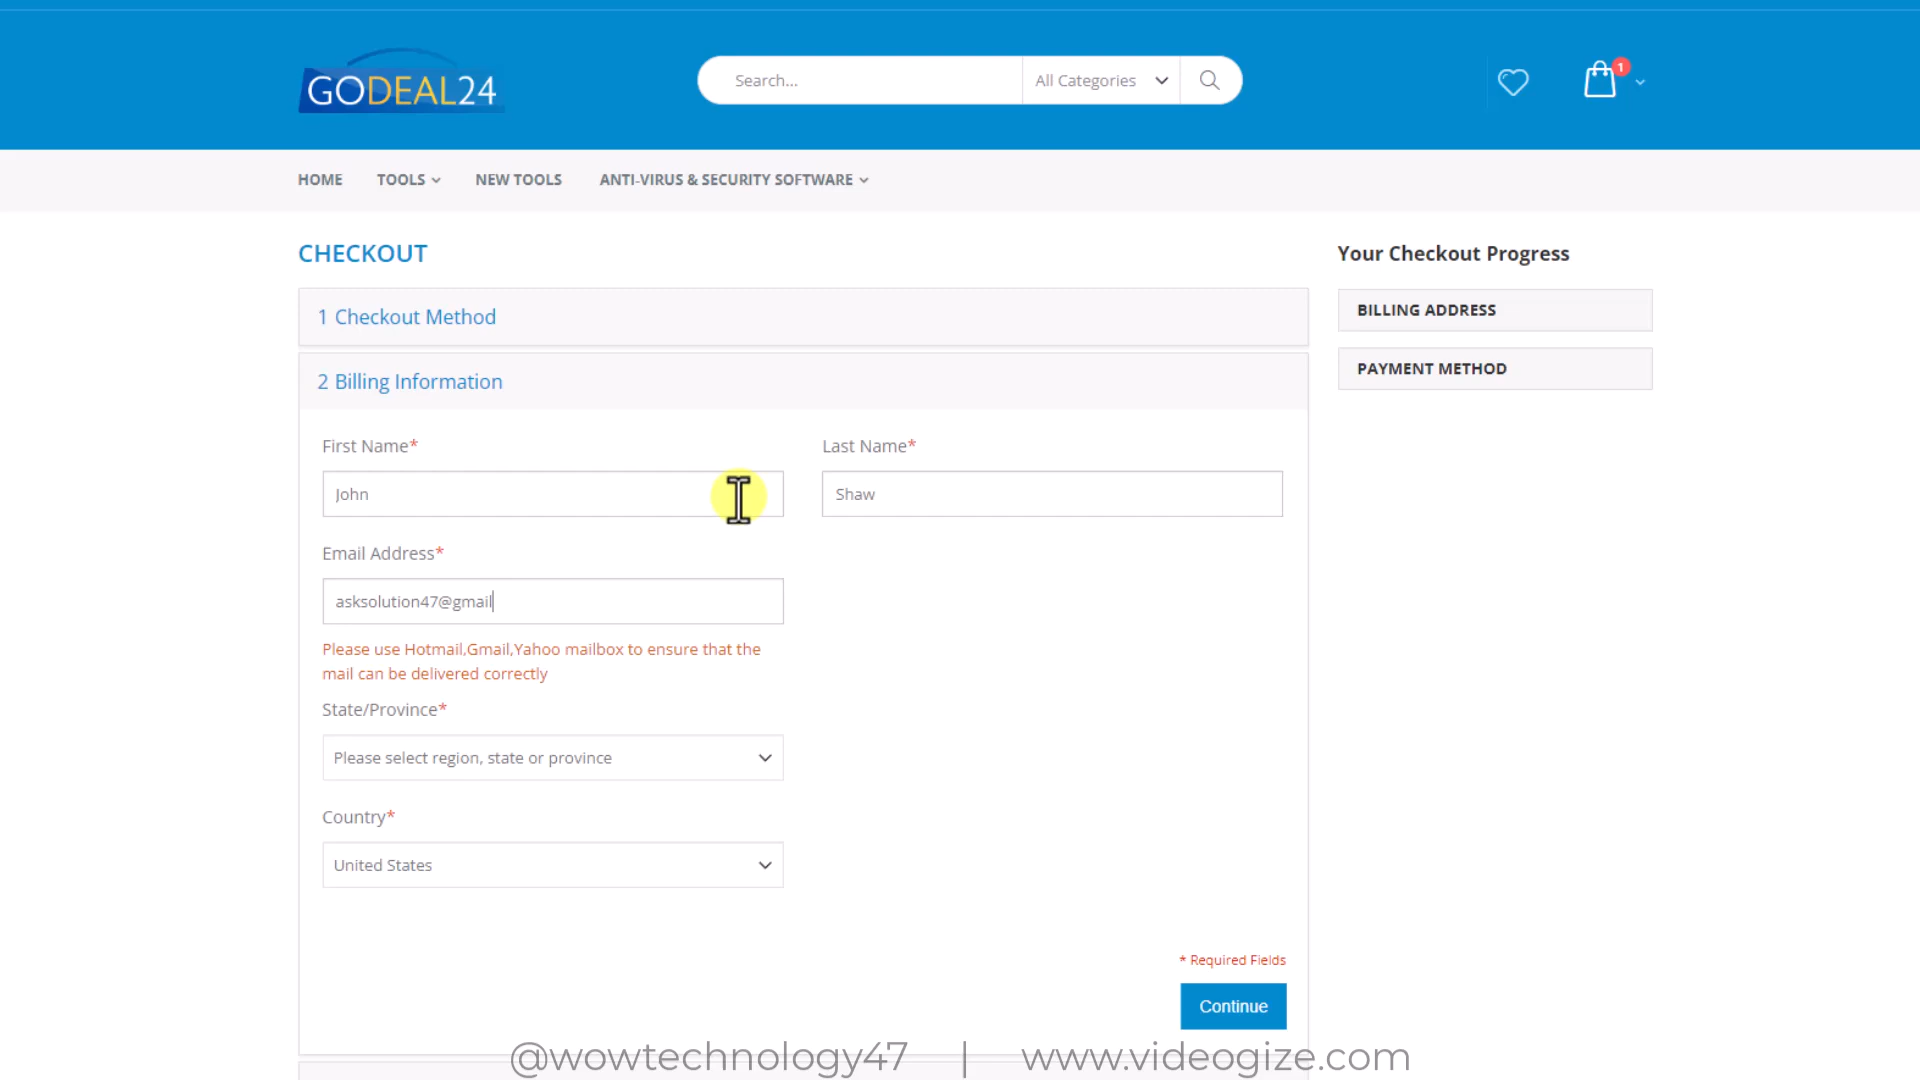 GODEAL24
Search...
All Categories
1
HOME
TOOLS
NEW TOOLS
ANTI-VIRUS & SECURITY SOFTWARE
CHECKOUT
1 Checkout Method
2 Billing Information
First Name*
Last Name*
John
Shaw
Email Address*
asksolution47@gmail
Please use Hotmail,Gmail,Yahoo mailbox to ensure that the
mail can be delivered correctly
State/Province*
Please select region, state or province
Country*
United States
* Required Fields
Continue
Your Checkout Progress
BILLING ADDRESS
PAYMENT METHOD
@wowtechnology47 | www.videogize.com